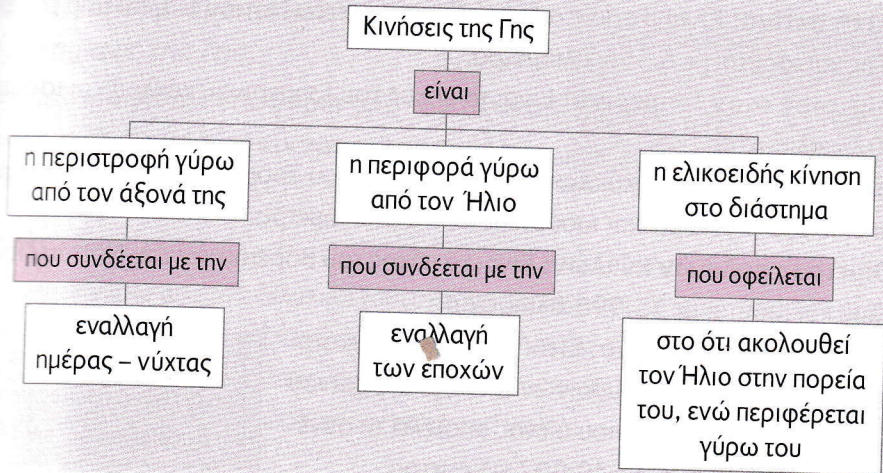 Κινήσεις της Γης
είναι
η περιστροφή γύρω
από τον άξονά της
η περιφορά γύρω
από τον Ήλιο
η ελικοειδής κίνηση
στο διάστημα
που συνδέεται με την
που συνδέεται με την
που οφείλεται
εναλλαγή
ημέρας – νύχτας
εναλλαγή
των εποχών
στο ότι ακολουθεί
τον Ήλιο στην πορεία
του, ενώ περιφέρεται
γύρω του